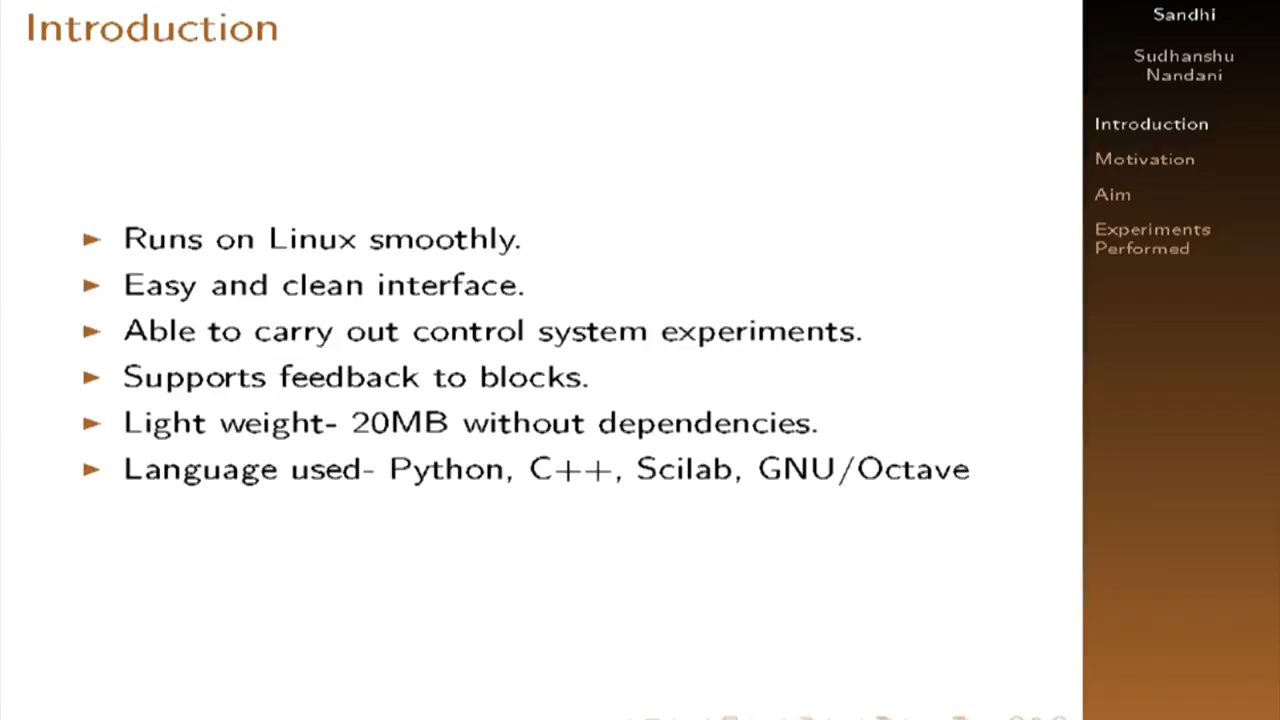 Introduction
Runs on Linux smoothly.
Easy and clean interface.
Able to carry out control system experiments.
Supports feedback to blocks.
Light weight- 20MB without dependencies.
Language used- Python, C++, Scilab, GNU/Octave
Sandhi
Sudhanshu
Nandani
Introduction
Motivation
Aim
Experiments
Performed